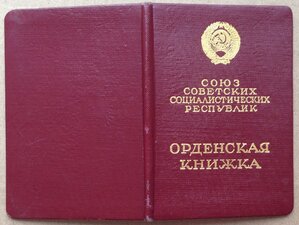 СОЮЗ
СОВЕТСКИХ
СОЦИАЛИСТИЧЕСКИХ
РЕСПУБЛИК
ОРДЕНСКАЯ
КНИЖКА